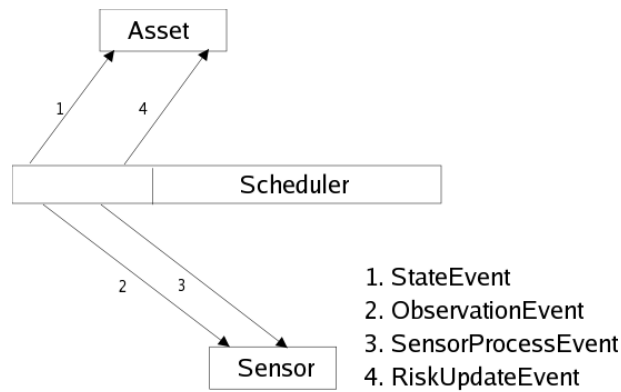 Asset
1
4
Scheduler
2
3
Sensor
1. StateEvent
2. ObservationEvent
3. SensorProcessEvent
4. RiskUpdateEvent